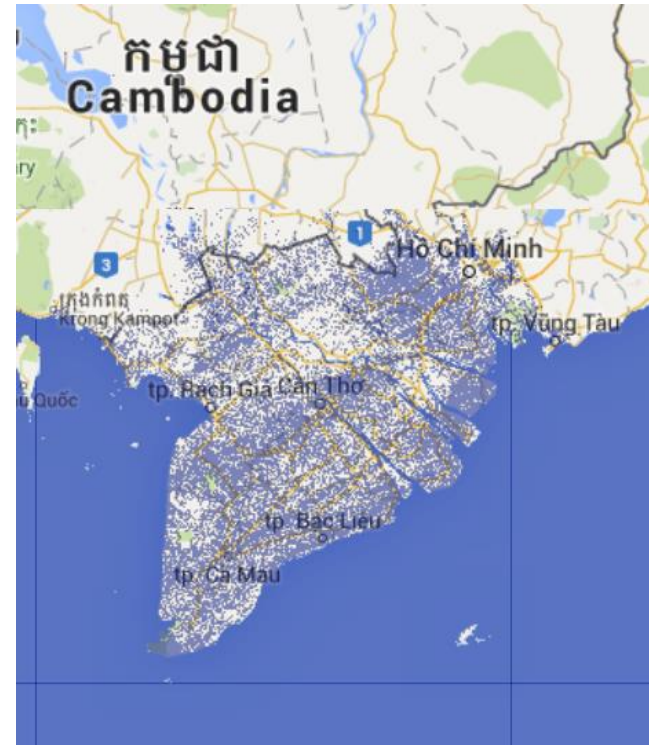 កម្ពុជា
Cambodia
1
Hồ Chí Minh
3
ក្រុងកំពត
Krong Kampot
tp. Vũng Tàu
tp. Rạch Giá
Cần Thơ
Quốc
tp. Bạc Liêu
tp. Cà Mau